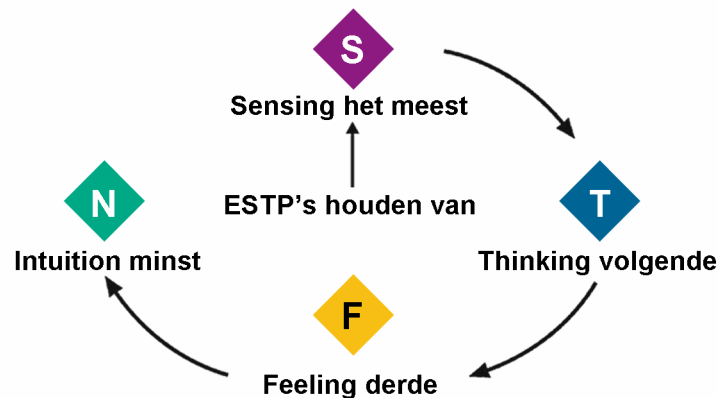 S
Sensing het meest
N
ESTP’s houden van
T
Intuition minst
Thinking volgende
F
Feeling derde